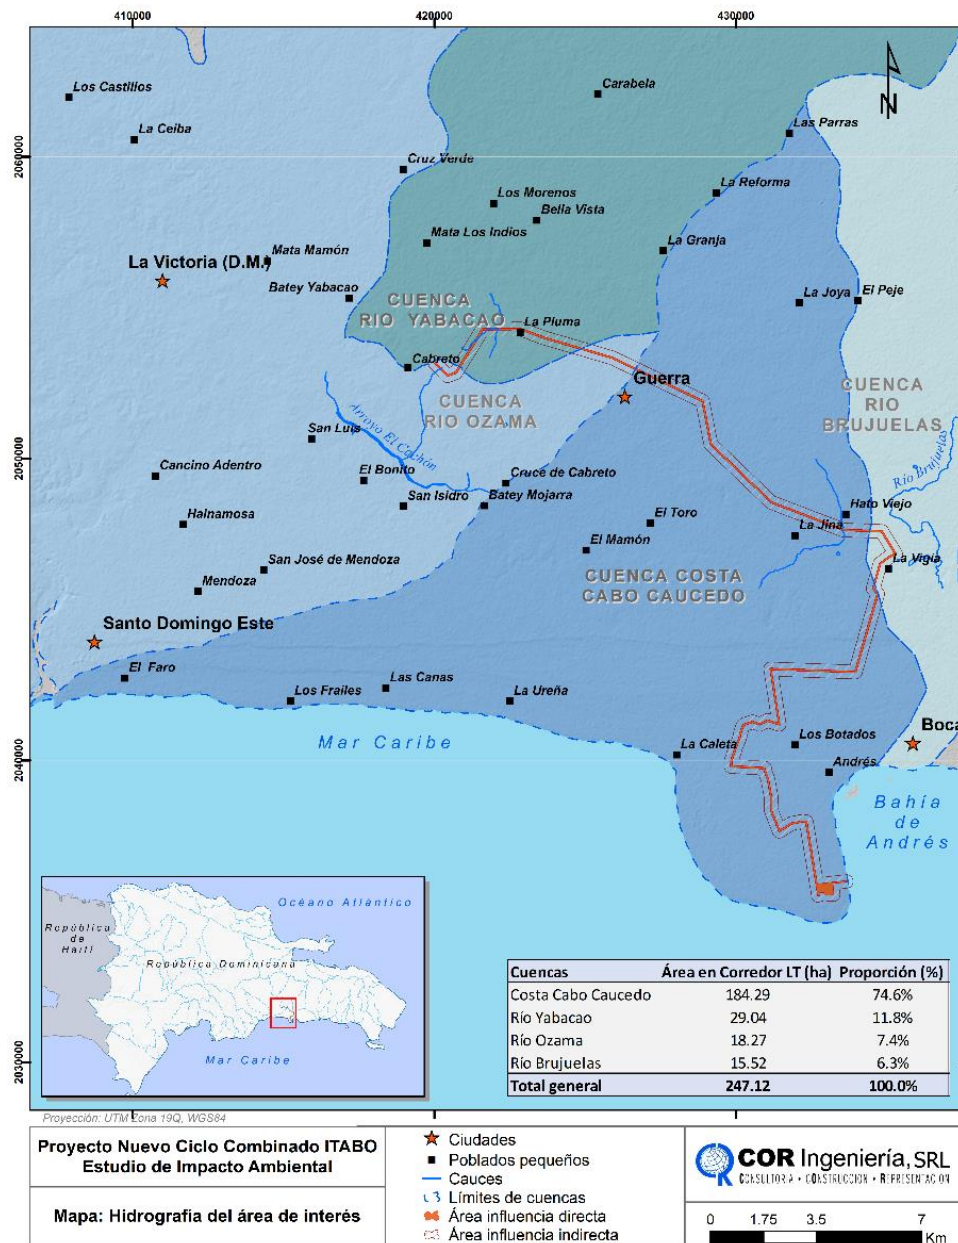 410000
420000
430000
2060000
2050000
2040000
2030000
N
Los Castillos
La Ceiba
Carabela
Las Parras
Cruz Verde
La Reforma
Los Morenos
Bella Vista
Mata Los Indios
La Granja
Mata Mamón
La Victoria (D.M.)
Batey Yabacao
La Joya
El Peje
CUENCA
RIO YABACAO
La Pluma
Cabreto
Guerra
CUENCA
RIO
BRUJUELAS
CUENCA
RIO OZAMA
Arroyo El Cachón
San Luis
Cancino Adentro
El Bonito
Cruce de Cabreto
Río Brujuelas
San Isidro
Batey Mojarra
Hato Viejo
Hainamosa
El Toro
La Jina
El Mamón
San José de Mendoza
La Vigía
CUENCA COSTA
CABO CAUCEDO
Mendoza
Santo Domingo Este
El Faro
Las Canas
Los Frailes
La Ureña
Mar Caribe
La Caleta
Los Botados
Boca
Andrés
Bahía
de
Andrés
Océano Atlántico
República
de
Haití
República Dominicana
Mar Caribe
Cuencas Área en Corredor LT (ha) Proporción (%)
Costa Cabo Caucedo 184.29 74.6%
Río Yabacao 29.04 11.8%
Río Ozama 18.27 7.4%
Río Brujuelas 15.52 6.3%
Total general 247.12 100.0%
Proyección: UTM Zona 19Q, WGS84
Proyecto Nuevo Ciclo Combinado ITABO
Estudio de Impacto Ambiental
Mapa: Hidrografia del área de interés
Ciudades
Poblados pequeños
Cauces
Límites de cuencas
Área influencia directa
Área influencia indirecta
COR Ingeniería, SRL
CONSULTORIA • CONSTRUCCION • REPRESENTACION
0 1.75 3.5 7
Km